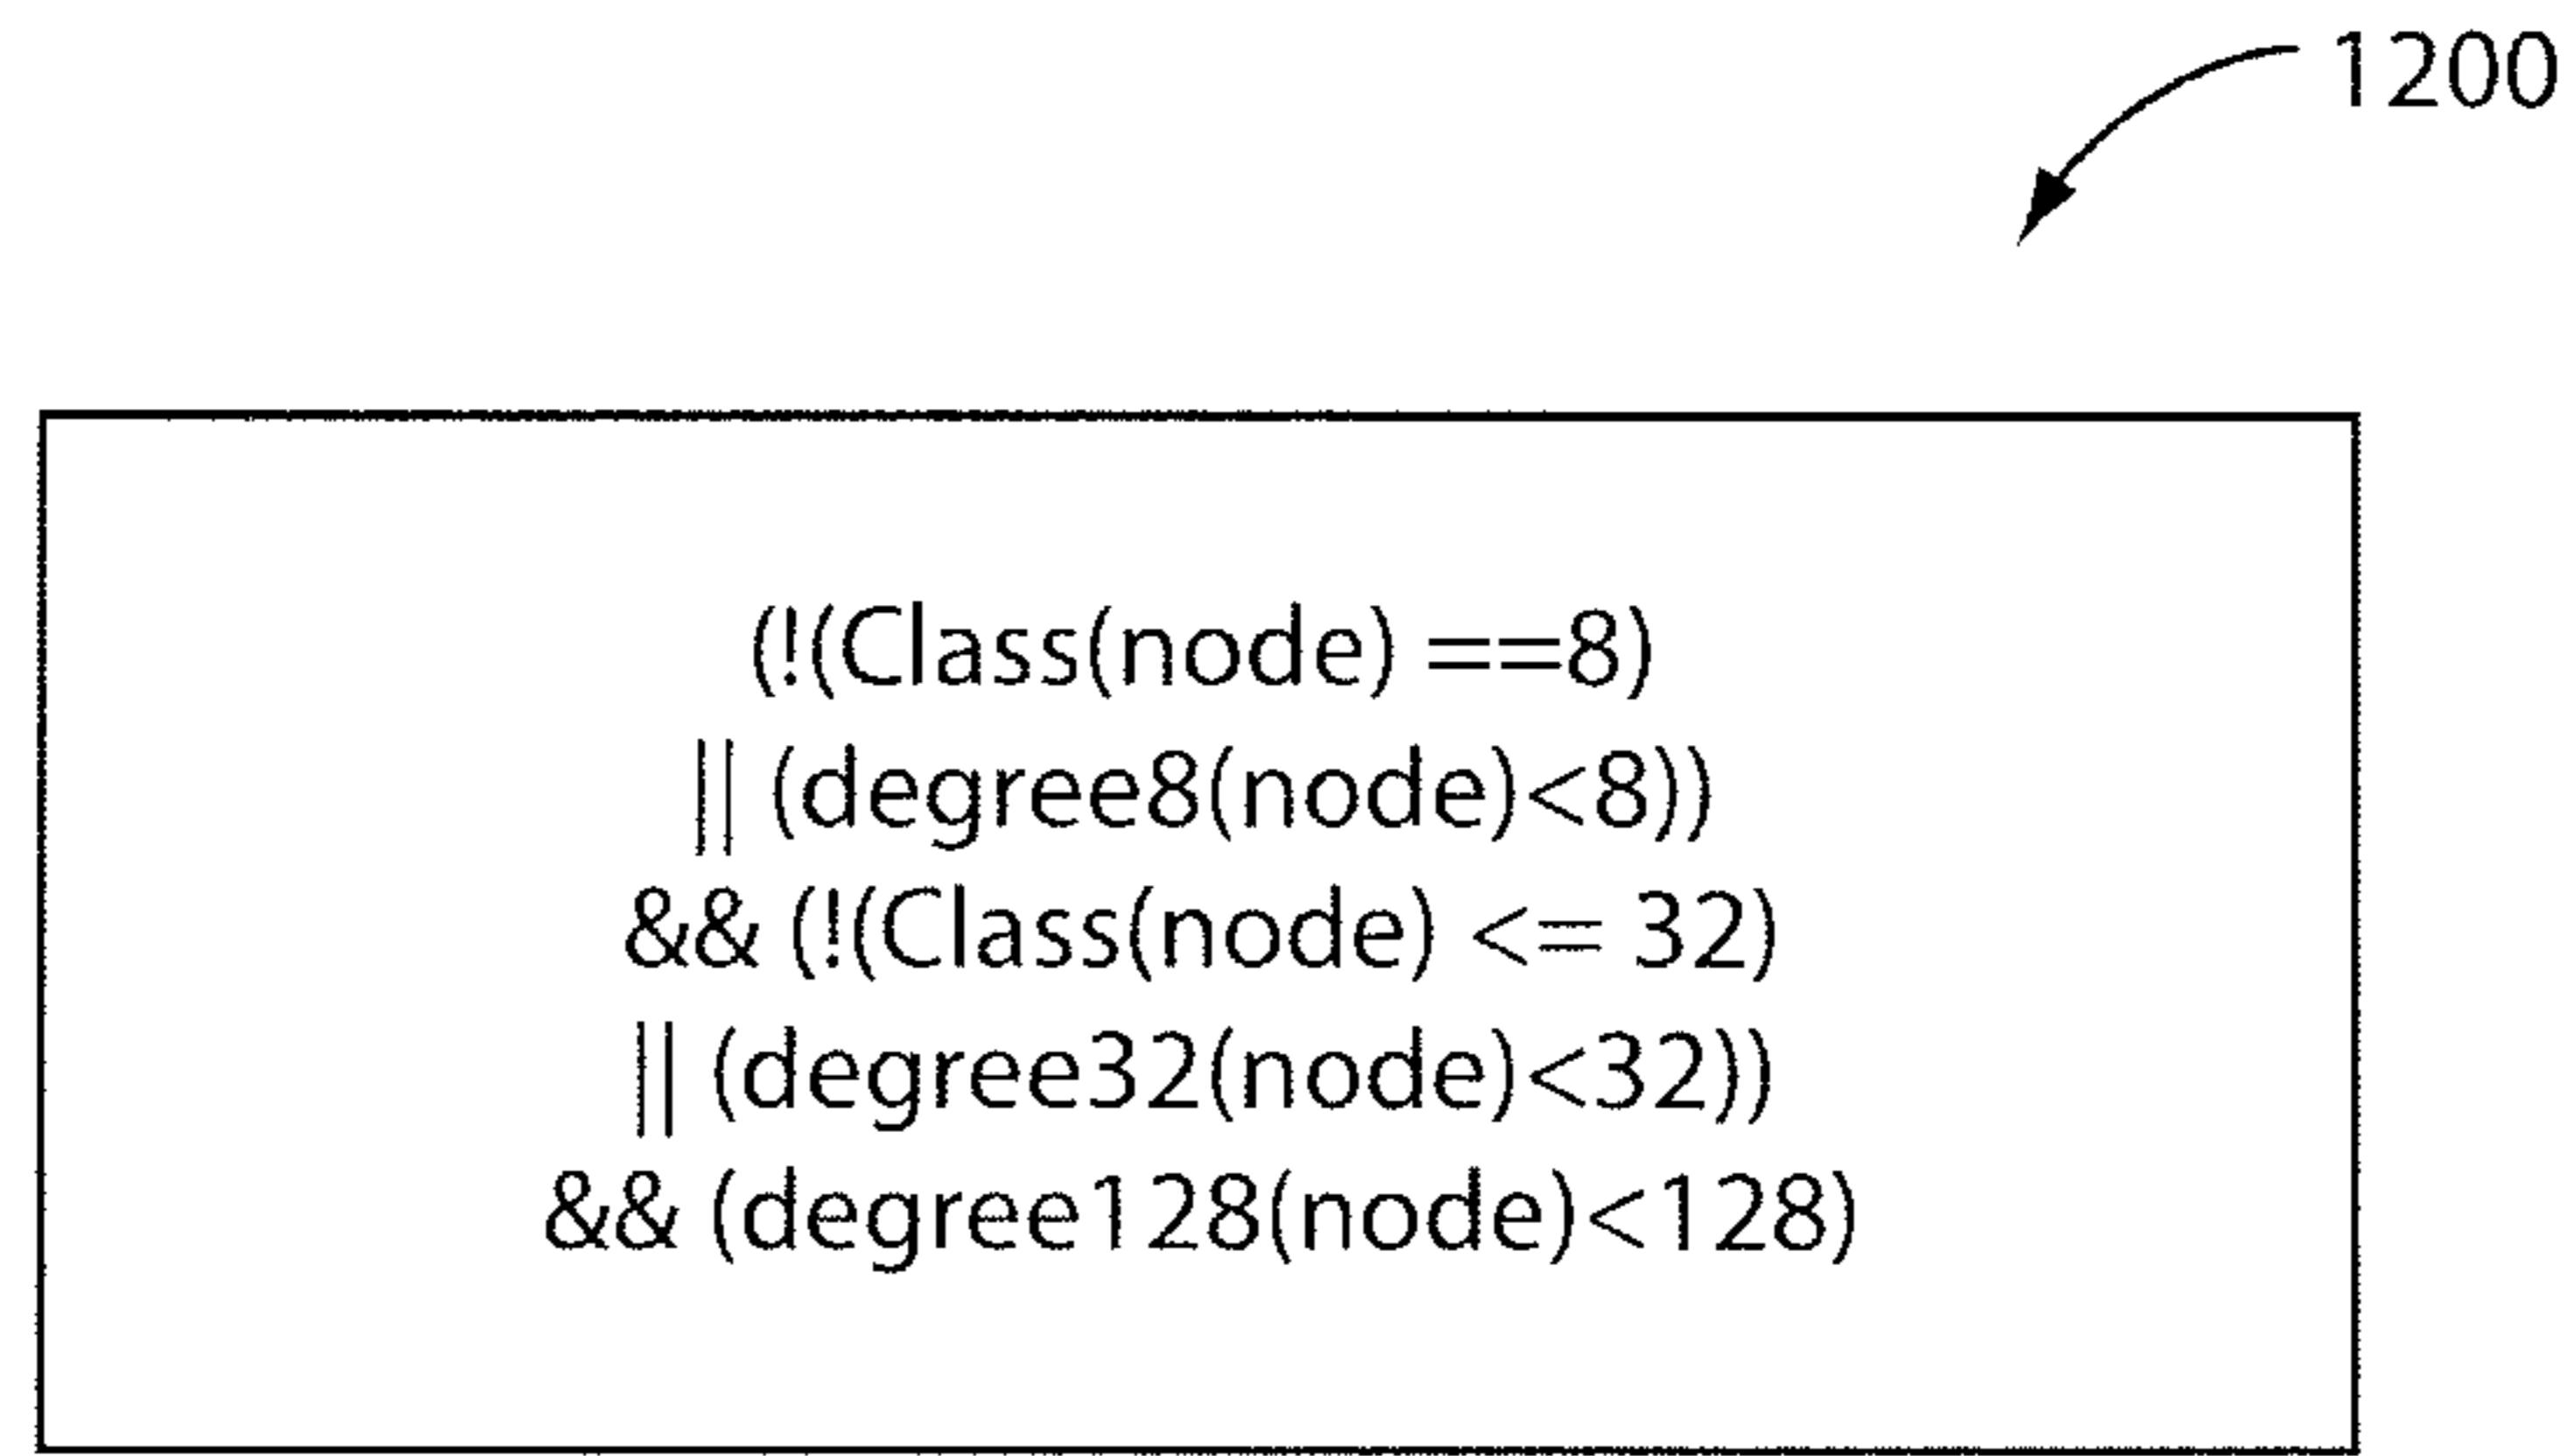 1200
(!(Class(node) ==8)
|| (degree8(node)<8))
&& (!(Class(node) <= 32)
|| (degree32(node)<32))
&& (degree128(node)<128)